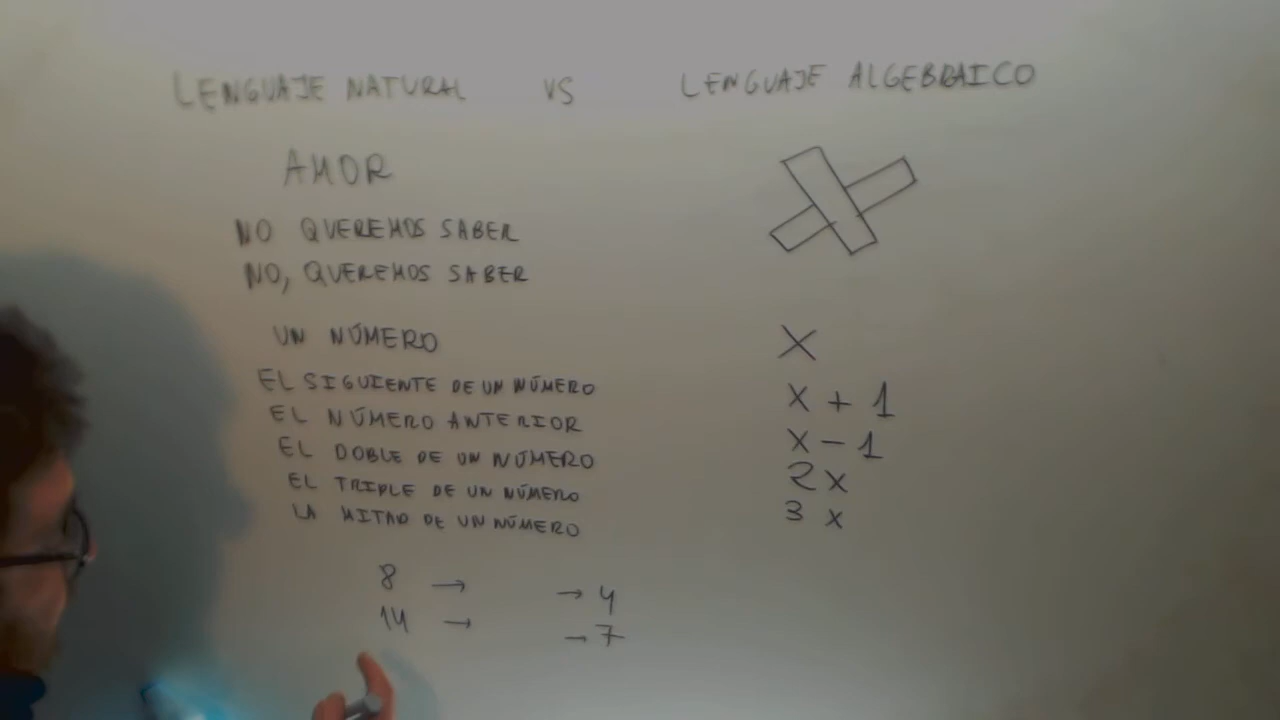 LENGUAJE NATURAL VS LENGUAJE ALGEBRAICO
AMOR
NO QUEREMOS SABER
NO, QUEREMOS SABER
UN NÚMERO X
EL SIGUIENTE DE UN NÚMERO X + 1
EL NÚMERO ANTERIOR X - 1
EL DOBLE DE UN NÚMERO 2X
EL TRIPLE DE UN NÚMERO 3 X
LA MITAD DE UN NÚMERO
8 → → 4
14 → → 7